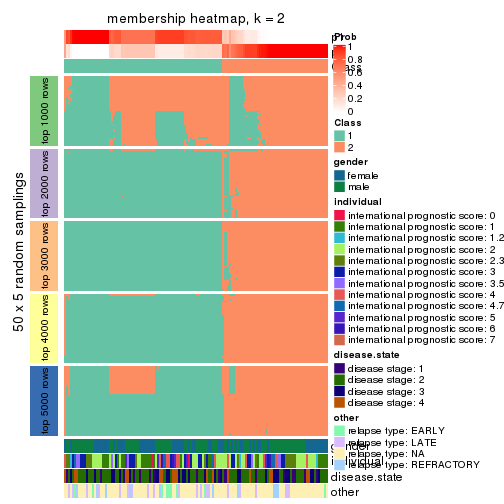 membership heatmap, k = 2
50 x 5 random samplings
top 1000 rows
top 2000 rows
top 3000 rows
top 4000 rows
top 5000 rows
Prob
1
0.8
0.6
0.4
0.2
0
Class
1
2
gender
female
male
individual
international prognostic score: 0
international prognostic score: 1
international prognostic score: 1.2
international prognostic score: 2
international prognostic score: 2.3
international prognostic score: 3
international prognostic score: 3.5
international prognostic score: 4
international prognostic score: 4.7
international prognostic score: 5
international prognostic score: 6
international prognostic score: 7
disease.state
disease stage: 1
disease stage: 2
disease stage: 3
disease stage: 4
other
relapse type: EARLY
relapse type: LATE
relapse type: NA
relapse type: REFRACTORY
gender
individual
disease.state
other